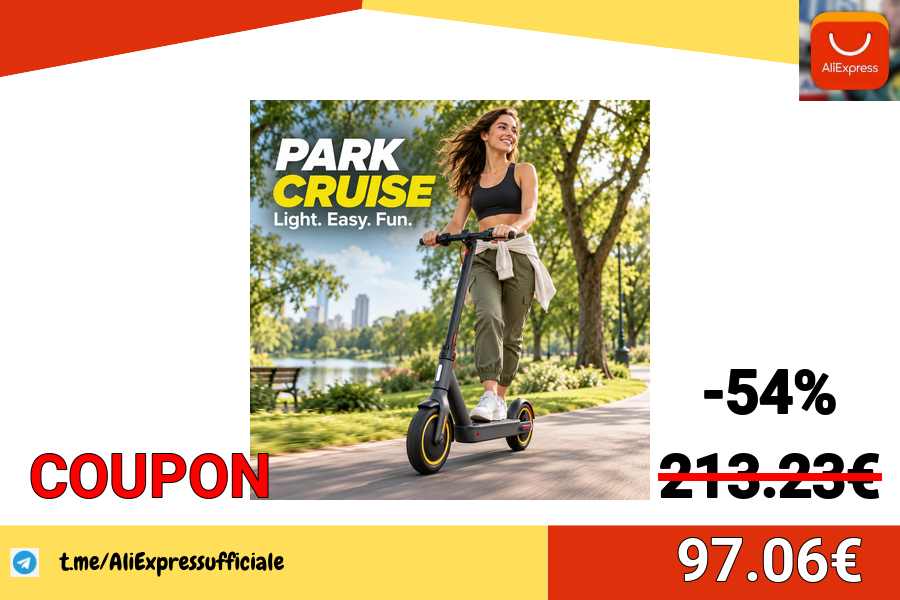 AliExpress
PARK
CRUISE
Light. Easy. Fun.
-54%
COUPON
213.23€
t.me/AliExpressufficiale
97.06€